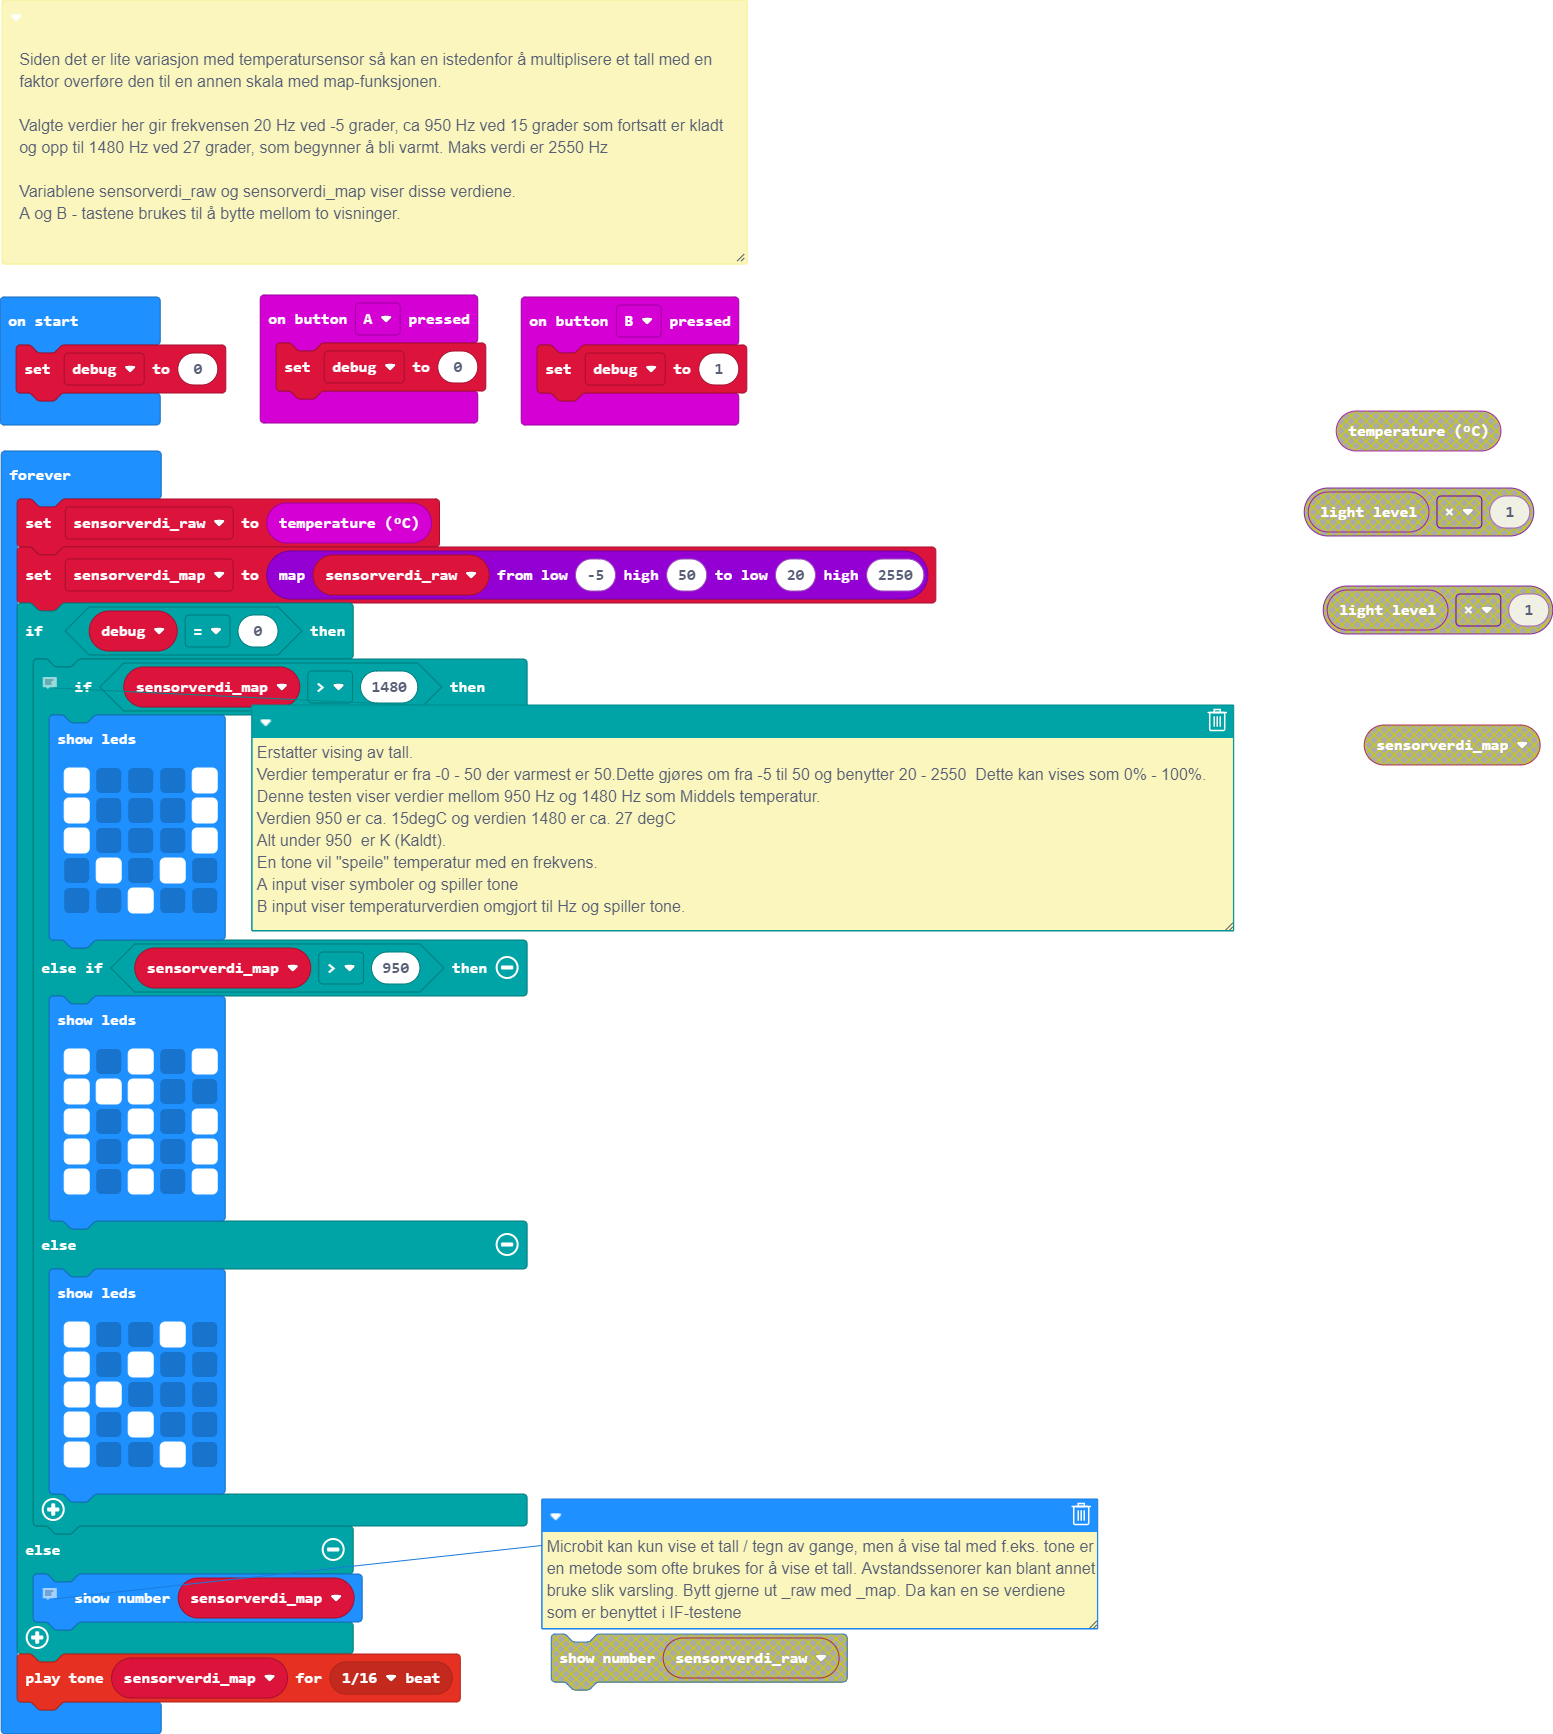 Siden det er lite variasjon med temperatursensor så kan en istedenfor å multiplisere et tall med en
faktor overføre den til en annen skala med map-funksjonen.
Valgte verdier her gir frekvensen 20 Hz ved -5 grader, ca 950 Hz ved 15 grader som fortsatt er kladt
og opp til 1480 Hz ved 27 grader, som begynner å bli varmt. Maks verdi er 2550 Hz
Variablene sensorverdi_raw og sensorverdi_map viser disse verdiene.
A og B - tastene brukes til å bytte mellom to visninger.
on start
set debug to 0
on button A pressed
set debug to 0
on button B pressed
set debug to 1
temperature (ºC)
light level × 1
light level × 1
sensorverdi_map
forever
set sensorverdi_raw to temperature (ºC)
set sensorverdi_map to map sensorverdi_raw from low -5 high 50 to low 20 high 2550
if debug = 0 then
if sensorverdi_map > 1480 then
show leds
Erstatter vising av tall.
Verdier temperatur er fra -0 - 50 der varmest er 50.Dette gjøres om fra -5 til 50 og benytter 20 - 2550  Dette kan vises som 0% - 100%.
Denne testen viser verdier mellom 950 Hz og 1480 Hz som Middels temperatur.
Verdien 950 er ca. 15degC og verdien 1480 er ca. 27 degC
Alt under 950  er K (Kaldt).
En tone vil "speile" temperatur med en frekvens.
A input viser symboler og spiller tone
B input viser temperaturverdien omgjort til Hz og spiller tone.
else if sensorverdi_map > 950 then
show leds
else
show leds
else
show number sensorverdi_map
Microbit kan kun vise et tall / tegn av gange, men å vise tal med f.eks. tone er
en metode som ofte brukes for å vise et tall. Avstandssenorer kan blant annet
bruke slik varsling. Bytt gjerne ut _raw med _map. Da kan en se verdiene
som er benyttet i IF-testene
show number sensorverdi_raw
play tone sensorverdi_map for 1/16 beat